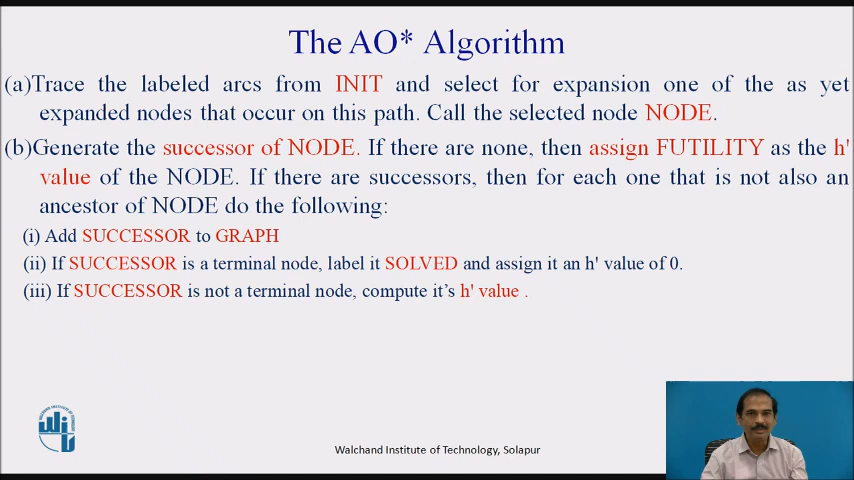 The AO* Algorithm
(a)Trace the labeled arcs from INIT and select for expansion one of the as yet
expanded nodes that occur on this path. Call the selected node NODE.
(b)Generate the successor of NODE. If there are none, then assign FUTILITY as the h'
value of the NODE. If there are successors, then for each one that is not also an
ancestor of NODE do the following:
(i) Add SUCCESSOR to GRAPH
(ii) If SUCCESSOR is a terminal node, label it SOLVED and assign it an h' value of 0.
(iii) If SUCCESSOR is not a terminal node, compute it’s h' value .
Walchand Institute of Technology, Solapur